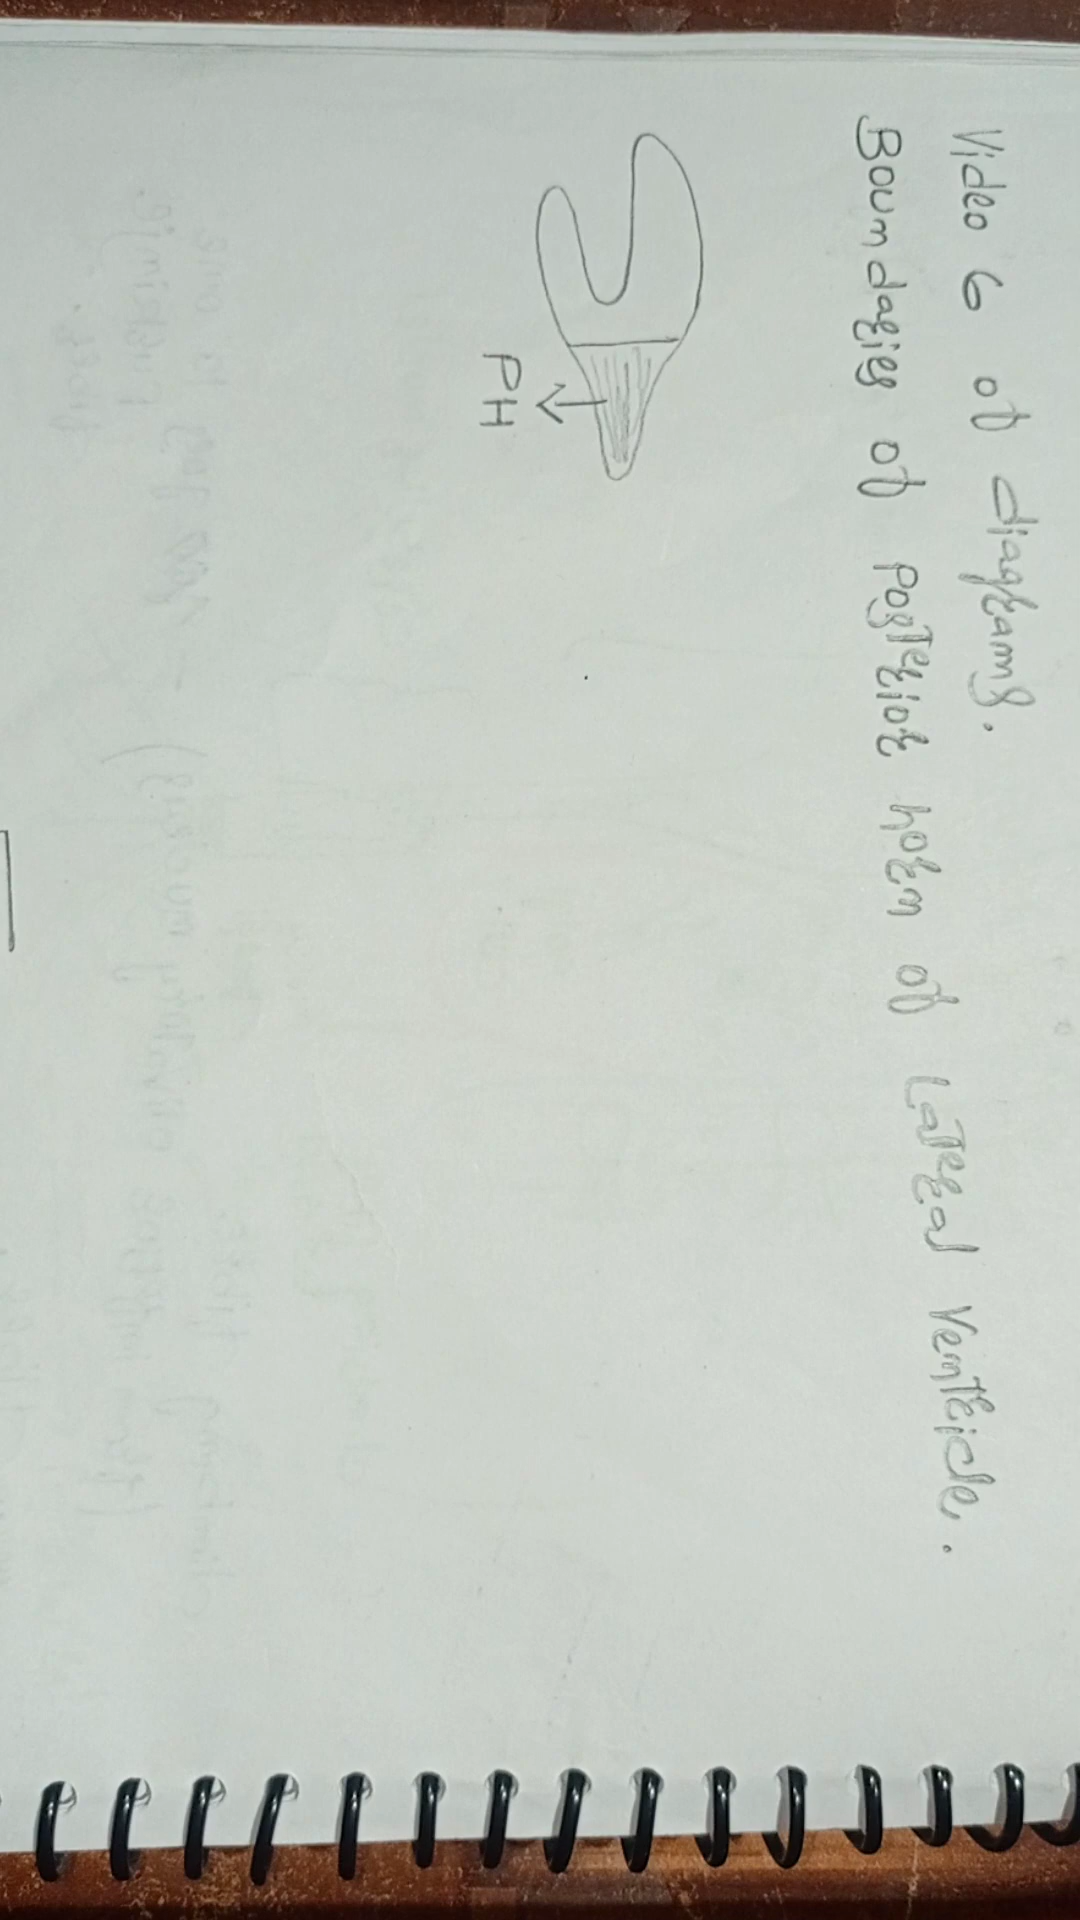 Video 6 of diagrams.
Boundaries of Posterior horn of Lateral Ventricle.
PH